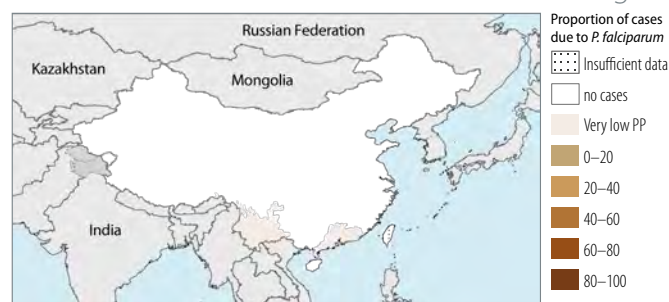 Russian Federation
Kazakhstan
Mongolia
India
Proportion of cases
due to P. falciparum
Insufficient data
no cases
Very low PP
0–20
20–40
40–60
60–80
80–100